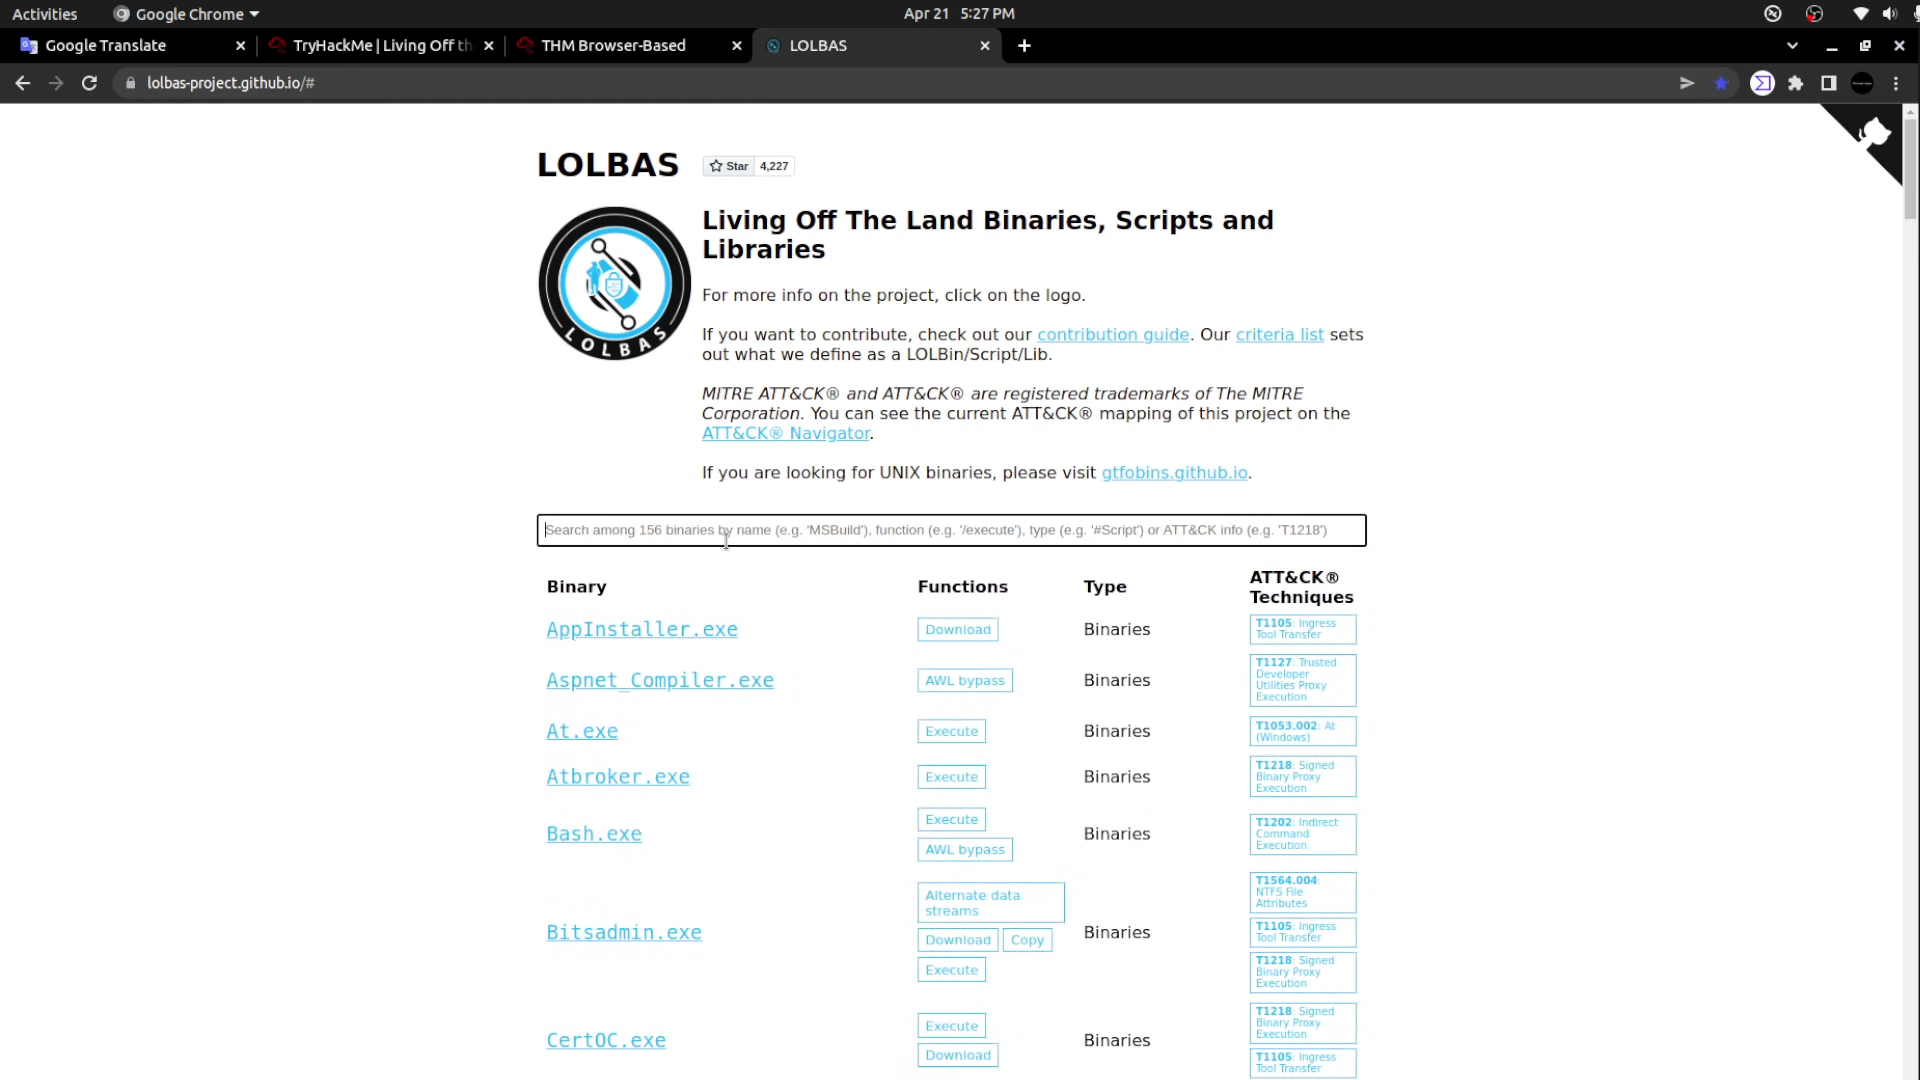 Activities
Google Chrome
Apr 21 5:27 PM
Google Translate
TryHackMe | Living Off th
THM Browser-Based
LOLBAS
lolbas-project.github.io/#
LOLBAS
Star 4,227
LOLBAS
Living Off The Land Binaries, Scripts and
Libraries
For more info on the project, click on the logo.
If you want to contribute, check out our contribution guide. Our criteria list sets
out what we define as a LOLBin/Script/Lib.
MITRE ATT&CK® and ATT&CK® are registered trademarks of The MITRE
Corporation. You can see the current ATT&CK® mapping of this project on the
ATT&CK® Navigator.
If you are looking for UNIX binaries, please visit gtfobins.github.io.
Search among 156 binaries by name (e.g. 'MSBuild'), function (e.g. '/execute'), type (e.g. '#Script') or ATT&CK info (e.g. 'T1218')
Binary
Functions
Type
ATT&CK®
Techniques
AppInstaller.exe
Download
Binaries
T1105: Ingress
Tool Transfer
Aspnet_Compiler.exe
AWL bypass
Binaries
T1127: Trusted
Developer
Utilities Proxy
Execution
At.exe
Execute
Binaries
T1053.002: At
(Windows)
Atbroker.exe
Execute
Binaries
T1218: Signed
Binary Proxy
Execution
Bash.exe
Execute
AWL bypass
Binaries
T1202: Indirect
Command
Execution
Bitsadmin.exe
Alternate data
streams
Download Copy
Execute
Binaries
T1564.004:
NTFS File
Attributes
T1105: Ingress
Tool Transfer
T1218: Signed
Binary Proxy
Execution
CertOC.exe
Execute
Download
Binaries
T1218: Signed
Binary Proxy
Execution
T1105: Ingress
Tool Transfer